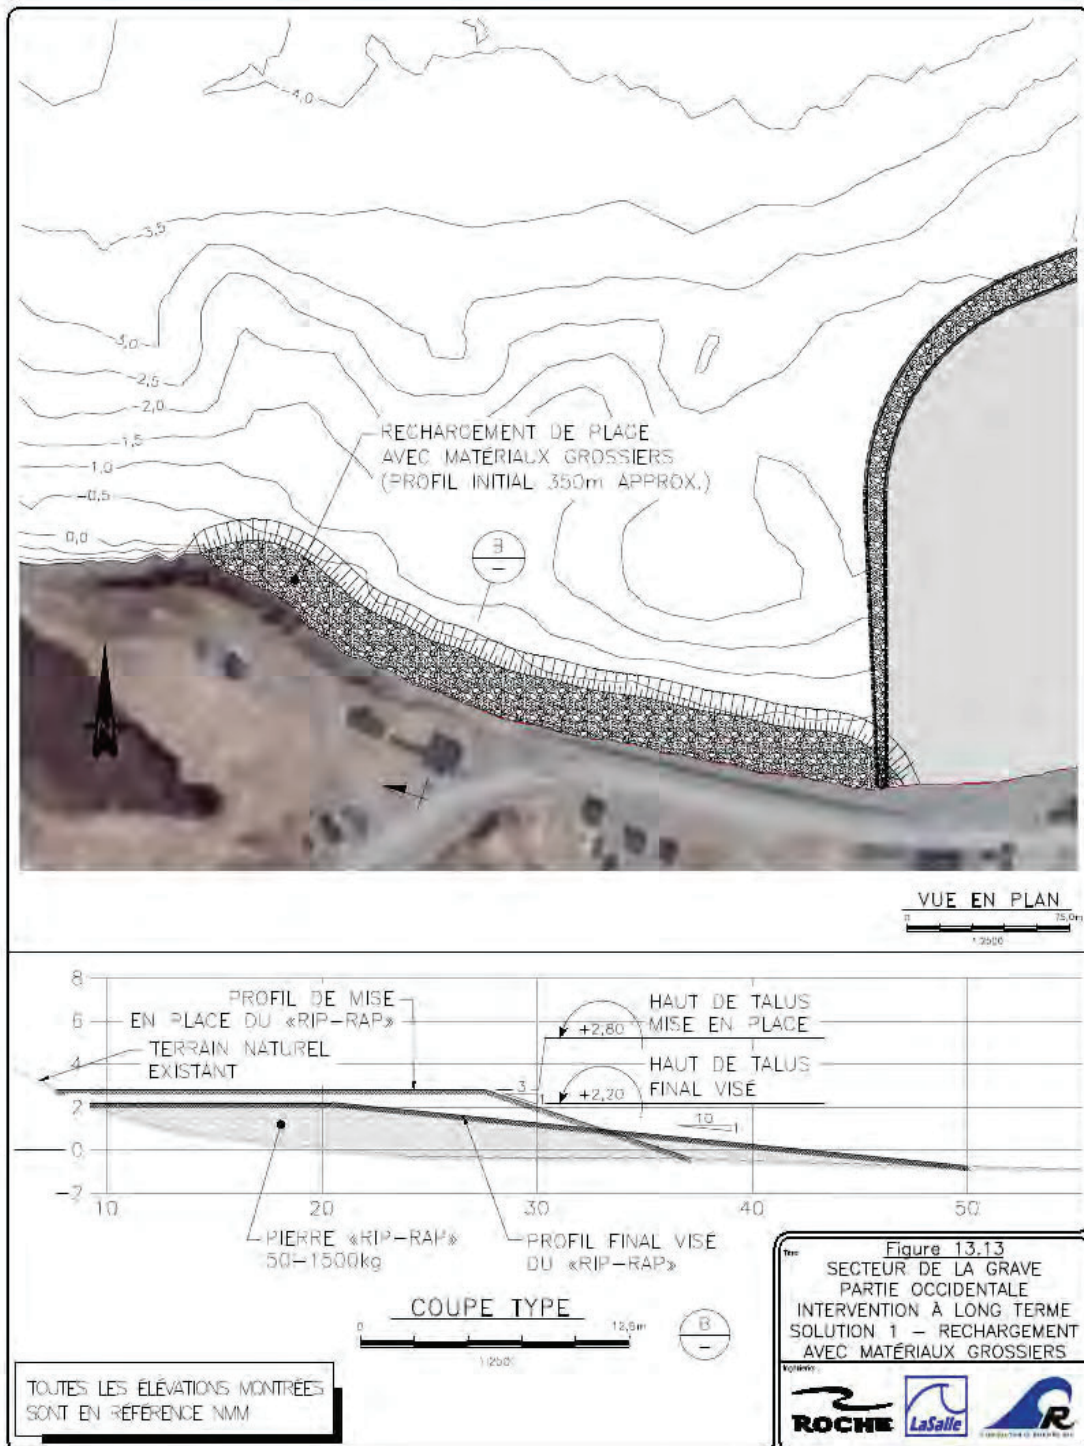 -4,0
-3,5
3,0
-2,5
-2,0
-1,5
-1,0
-0,5
0,0
RECHARGEMENT DE PLAGE
AVEC MATÉRIAUX GROSSIERS
(PROFIL INITIAL 350m APPROX.)
B
–
N
VUE EN PLAN
0 75,0m
1:2500
8
6
4
2
0
-2
10 20 30 40 50
PROFIL DE MISE
EN PLACE DU «RIP-RAP»
TERRAIN NATUREL
EXISTANT
HAUT DE TALUS
MISE EN PLACE
+2,80
HAUT DE TALUS
FINAL VISÉ
+2,20
3
1
10
1
PIERRE «RIP-RAP»
50-1500kg
PROFIL FINAL VISÉ
DU «RIP-RAP»
COUPE TYPE
0 12,5m
B
–
TOUTES LES ÉLÉVATIONS MONTRÉES
SONT EN RÉFÉRENCE NMM
Titre
Figure 13.13
SECTEUR DE LA GRAVE
PARTIE OCCIDENTALE
INTERVENTION À LONG TERME
SOLUTION 1 – RECHARGEMENT
AVEC MATÉRIAUX GROSSIERS
Ingénierie
ROCHE
LaSalle
R